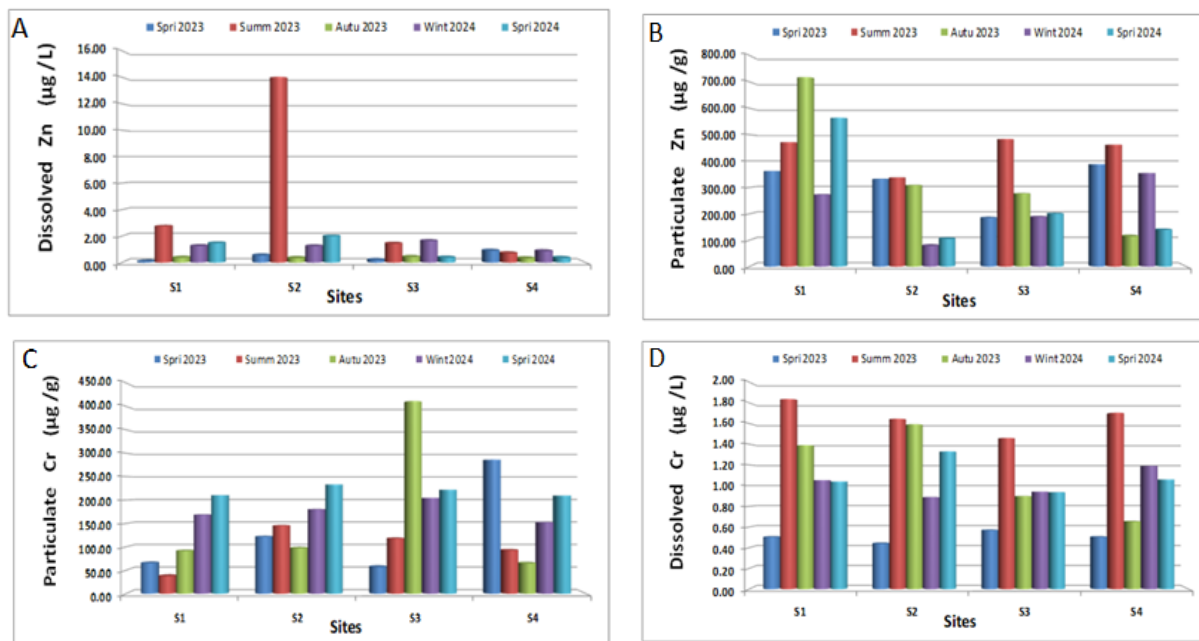 A
Spri 2023 Summ 2023 Autu 2023 Wint 2024 Spri 2024
Dissolved Zn (µg /L)
16.00
14.00
12.00
10.00
8.00
6.00
4.00
2.00
0.00
S1 S2 S3 S4
Sites
B
Spri 2023 Summ 2023 Autu 2023 Wint 2024 Spri 2024
Particulate Zn (µg /g)
800.00
700.00
600.00
500.00
400.00
300.00
200.00
100.00
0.00
S1 S2 S3 S4
Sites
C
Spri 2023 Summ 2023 Autu 2023 Wint 2024 Spri 2024
Particulate Cr (µg/g)
450.00
400.00
350.00
300.00
250.00
200.00
150.00
100.00
50.00
0.00
S1 S2 S3 S4
Sites
D
Spri 2023 Summ 2023 Autu 2023 Wint 2024 Spri 2024
Dissolved Cr (µg/L)
2.00
1.80
1.60
1.40
1.20
1.00
0.80
0.60
0.40
0.20
0.00
S1 S2 S3 S4
Sites